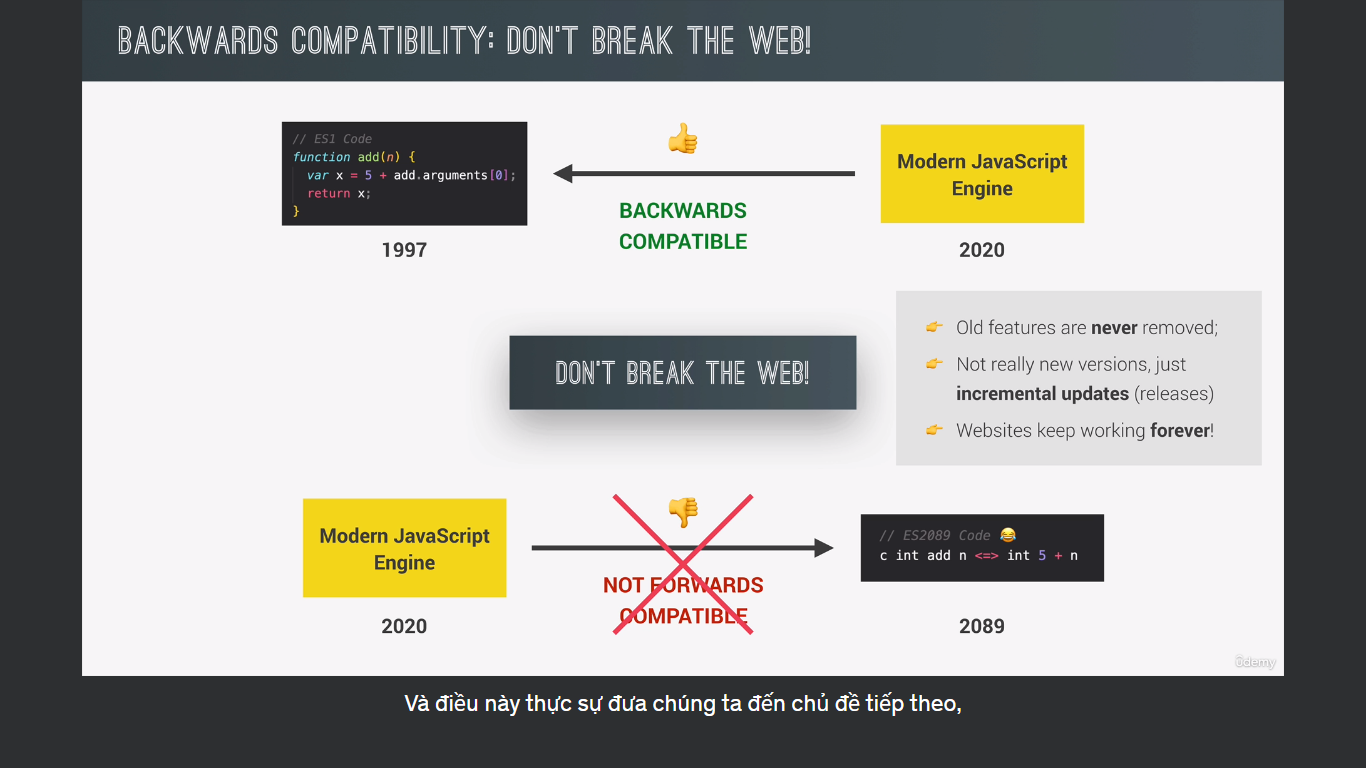 BACKWARDS COMPATIBILITY: DON'T BREAK THE WEB!
// ES1 Code
function add(n) {
var x = 5 + add.arguments[0];
return x;
}
1997
👍
BACKWARDS
COMPATIBLE
Modern JavaScript
Engine
2020
DON'T BREAK THE WEB!
👉 Old features are never removed;
👉 Not really new versions, just
incremental updates (releases)
👉 Websites keep working forever!
Modern JavaScript
Engine
2020
👎
NOT FORWARDS
COMPATIBLE
// ES2089 Code 😂
c int add n <=> int 5 + n
2089
ûdemy
Và điều này thực sự đưa chúng ta đến chủ đề tiếp theo,